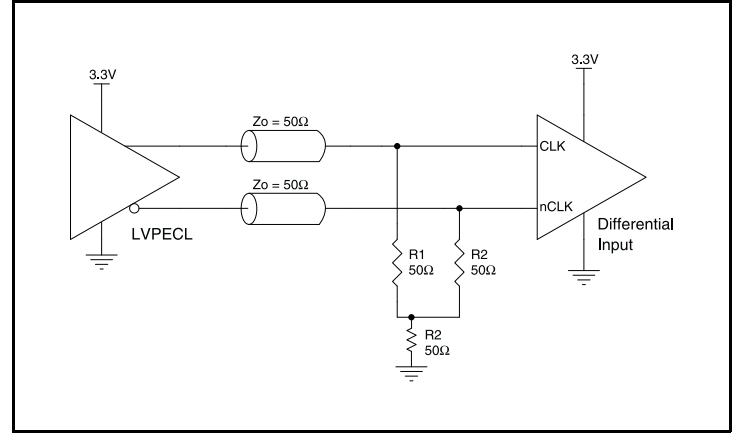 3.3V
3.3V
Zo = 50Ω
CLK
Zo = 50Ω
nCLK
LVPECL
Differential
Input
R1
50Ω
R2
50Ω
R2
50Ω